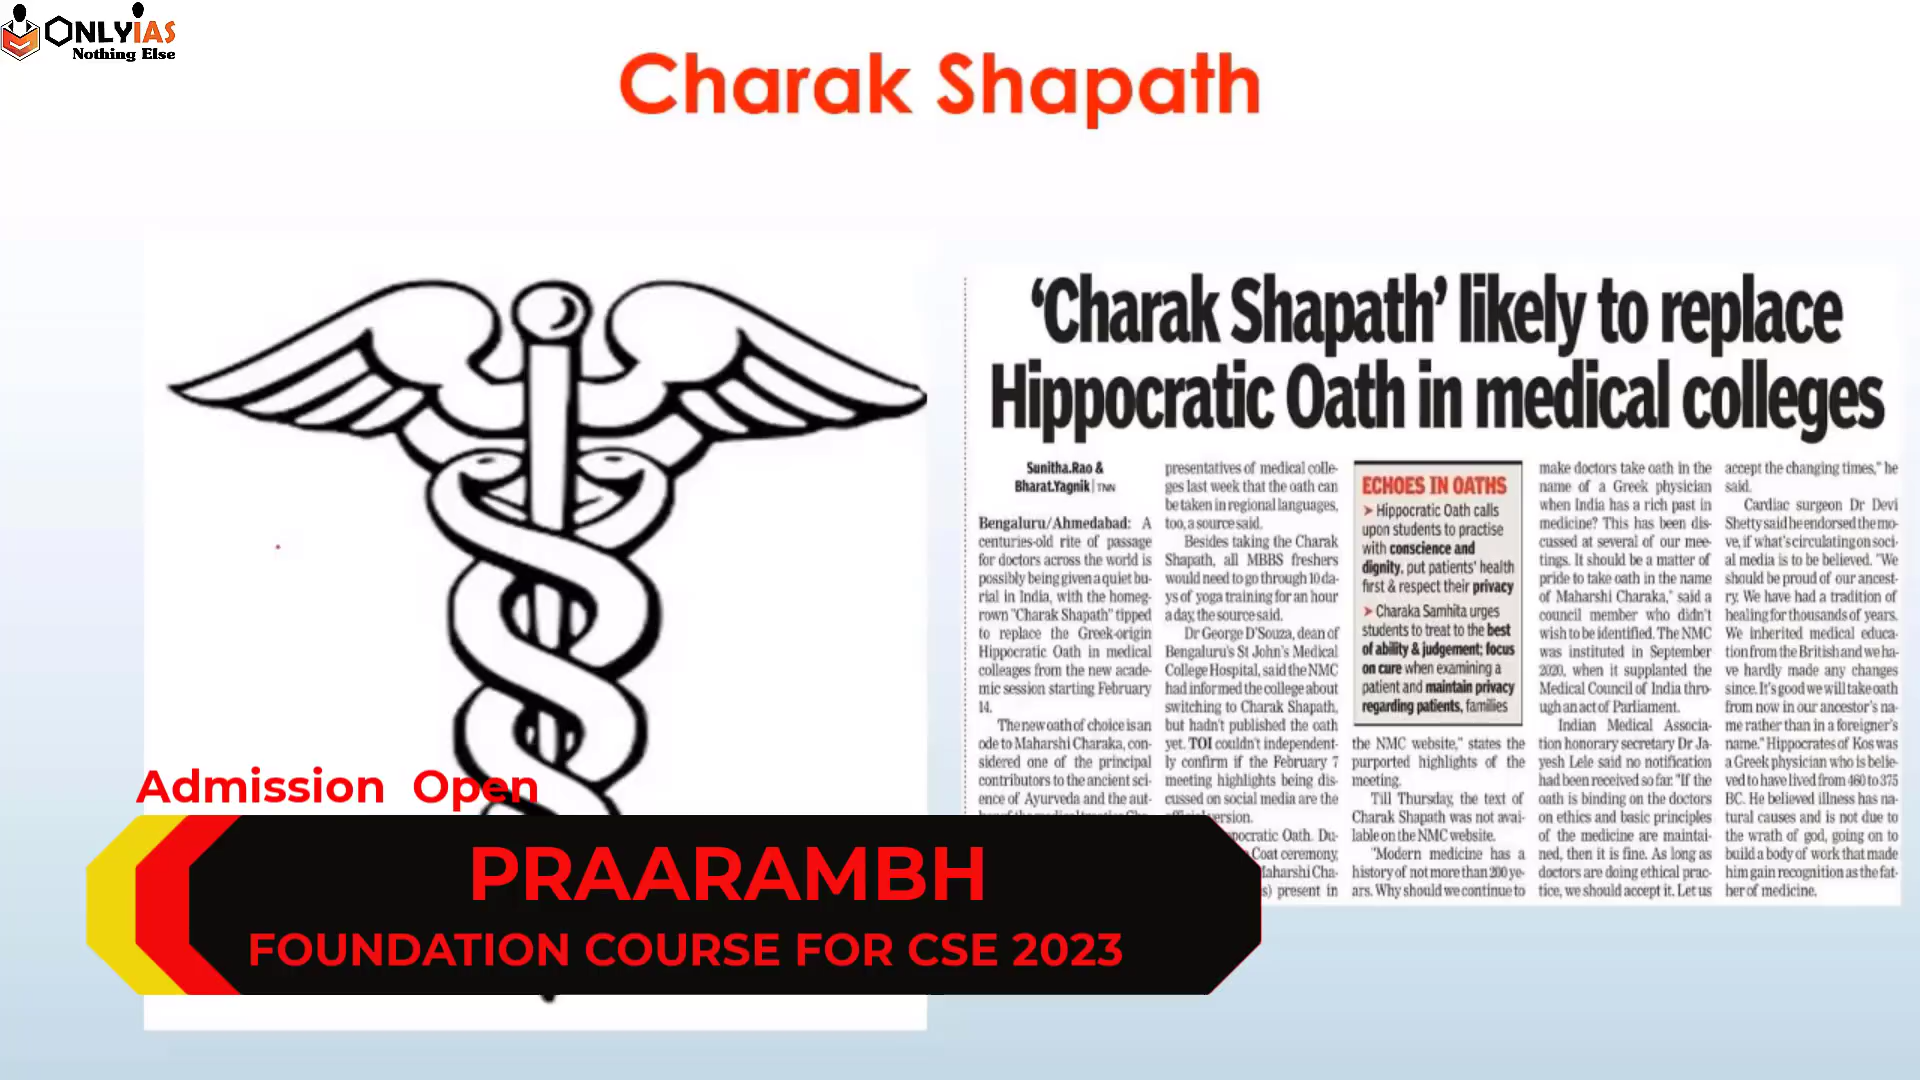 ONLYIAS
Nothing Else
Charak Shapath
‘Charak Shapath’ likely to replace
Hippocratic Oath in medical colleges
Sunitha.Rao &
Bharat.Yagnik | TNN
Bengaluru/Ahmedabad: A
centuries-old rite of passage
for doctors across the world is
possibly being given a quiet bu-
rial in India, with the homeg-
rown "Charak Shapath" tipped
to replace the Greek-origin
Hippocratic Oath in medical
colleages from the new acade-
mic session starting February
14.
The new oath of choice is an
ode to Maharshi Charaka, con-
sidered one of the principal
contributors to the ancient sci-
ence of Ayurveda and the aut-
presentatives of medical colle-
ges last week that the oath can
be taken in regional languages,
too, a source said.
Besides taking the Charak
Shapath, all MBBS freshers
would need to go through 10 da-
ys of yoga training for an hour
a day, the source said.
Dr George D'Souza, dean of
Bengaluru's St John's Medical
College Hospital, said the NMC
had informed the college about
switching to Charak Shapath,
but hadn't published the oath
yet. TOI couldn't independent-
ly confirm if the February 7
meeting highlights being dis-
cussed on social media are the
version.
pocratic Oath. Du-
Coat ceremony,
Maharshi Cha-
s) present in
ECHOES IN OATHS
➤ Hippocratic Oath calls
upon students to practise
with conscience and
dignity, put patients' health
first & respect their privacy
➤ Charaka Samhita urges
students to treat to the best
of ability & judgement; focus
on cure when examining a
patient and maintain privacy
regarding patients, families
the NMC website," states the
purported highlights of the
meeting.
Till Thursday, the text of
Charak Shapath was not avai-
lable on the NMC website.
"Modern medicine has a
history of not more than 200 ye-
ars. Why should we continue to
make doctors take oath in the
name of a Greek physician
when India has a rich past in
medicine? This has been dis-
cussed at several of our mee-
tings. It should be a matter of
pride to take oath in the name
of Maharshi Charaka," said a
council member who didn't
wish to be identified. The NMC
was instituted in September
2020, when it supplanted the
Medical Council of India thro-
ugh an act of Parliament.
Indian Medical Associa-
tion honorary secretary Dr Ja-
yesh Lele said no notification
had been received so far. "If the
oath is binding on the doctors
on ethics and basic principles
of the medicine are maintai-
ned, then it is fine. As long as
doctors are doing ethical prac-
tice, we should accept it. Let us
accept the changing times," he
said.
Cardiac surgeon Dr Devi
Shetty said he endorsed the mo-
ve, if what's circulating on soci-
al media is to be believed. "We
should be proud of our ancest-
ry. We have had a tradition of
healing for thousands of years.
We inherited medical educa-
tion from the British and we ha-
ve hardly made any changes
since. It's good we will take oath
from now in our ancestor's na-
me rather than in a foreigner's
name." Hippocrates of Kos was
a Greek physician who is belie-
ved to have lived from 460 to 375
BC. He believed illness has na-
tural causes and is not due to
the wrath of god, going on to
build a body of work that made
him gain recognition as the fat-
her of medicine.
Admission Open
PRAARAMBH
FOUNDATION COURSE FOR CSE 2023